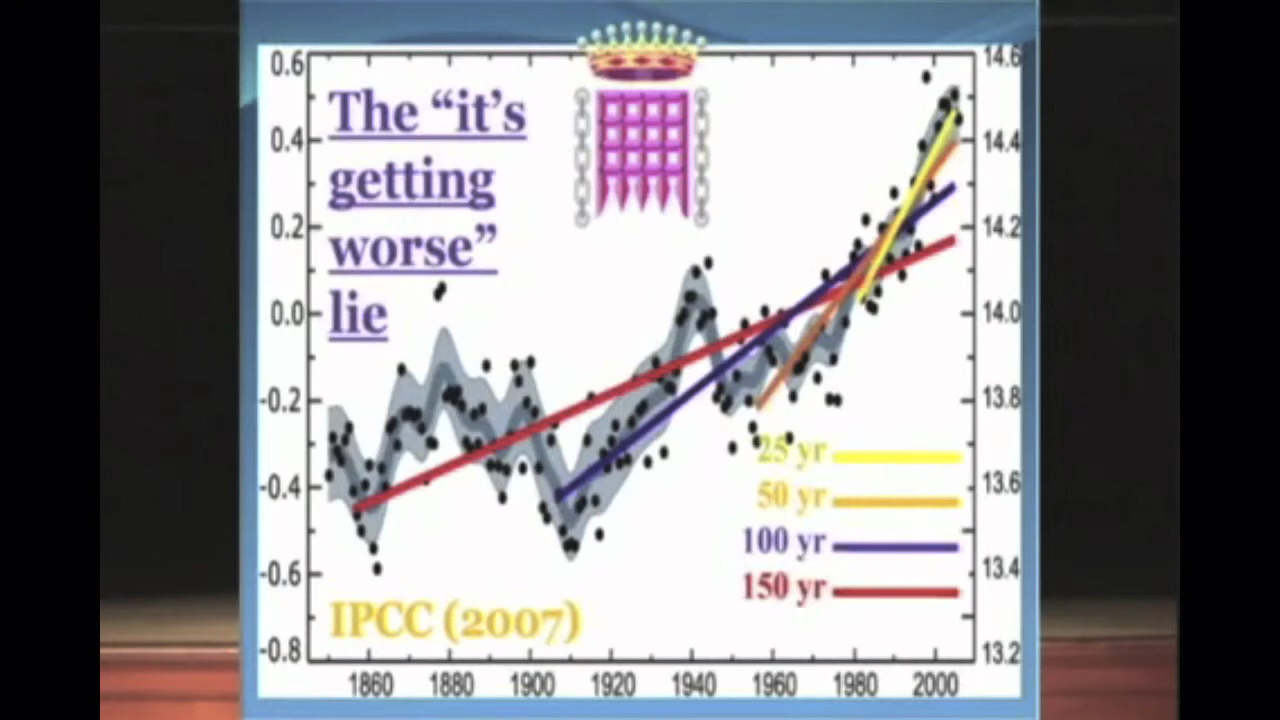 The “it’s
getting
worse”
lie
0.6
0.4
0.2
0.0
-0.2
-0.4
-0.6
-0.8
14.6
14.4
14.2
14.0
13.8
13.6
13.4
13.2
25 yr
50 yr
100 yr
150 yr
IPCC (2007)
1860 1880 1900 1920 1940 1960 1980 2000